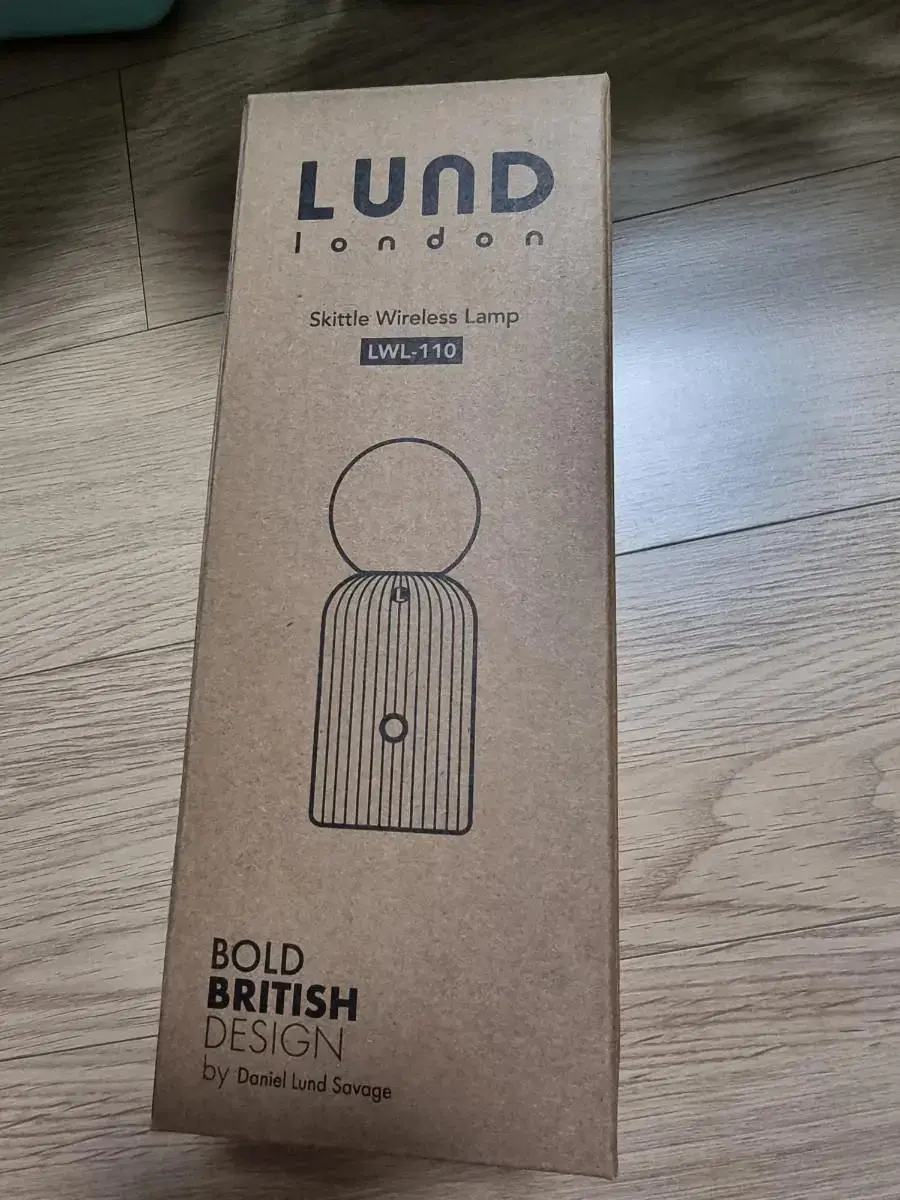 LUND
london
Skittle Wireless Lamp
LWL-110
L
BOLD
BRITISH
DESIGN
by Daniel Lund Savage